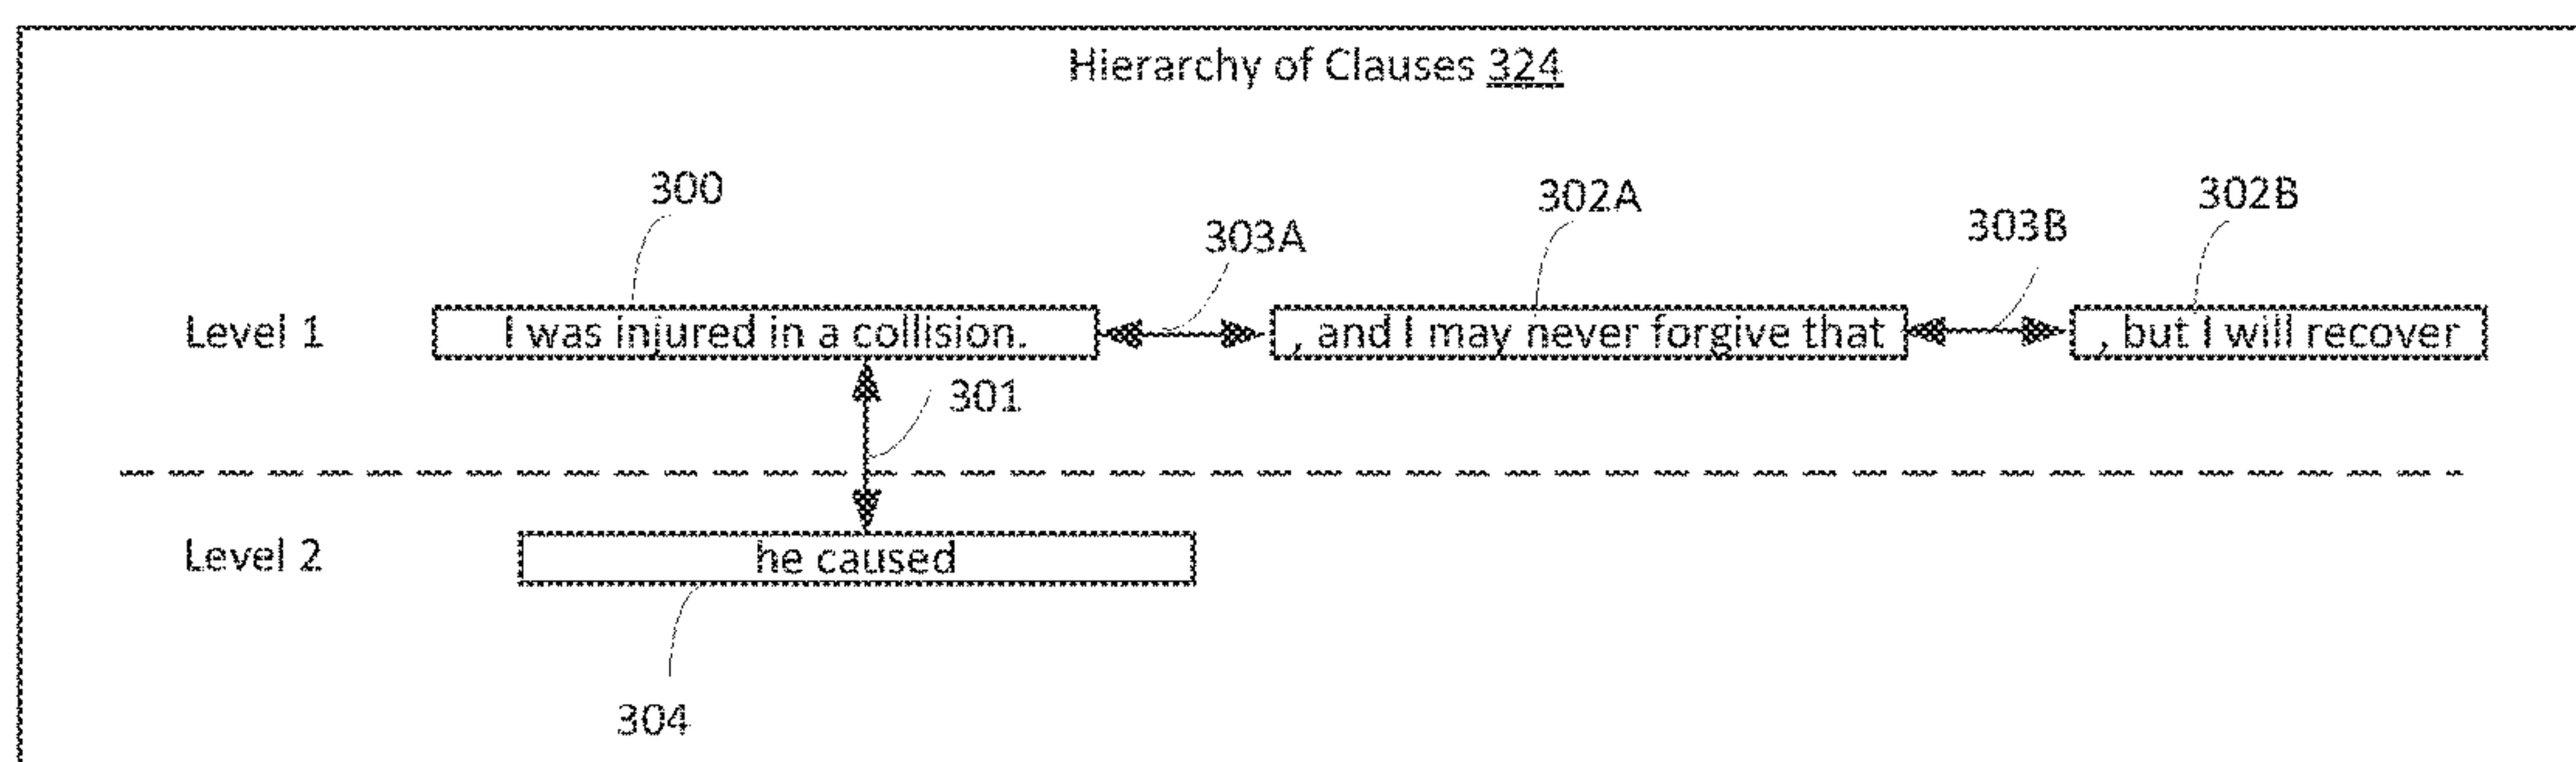 Hierarchy of Clauses 324
300
302A
302B
303A
303B
Level 1
I was injured in a collision.
, and I may never forgive that
, but I will recover
301
Level 2
he caused
304